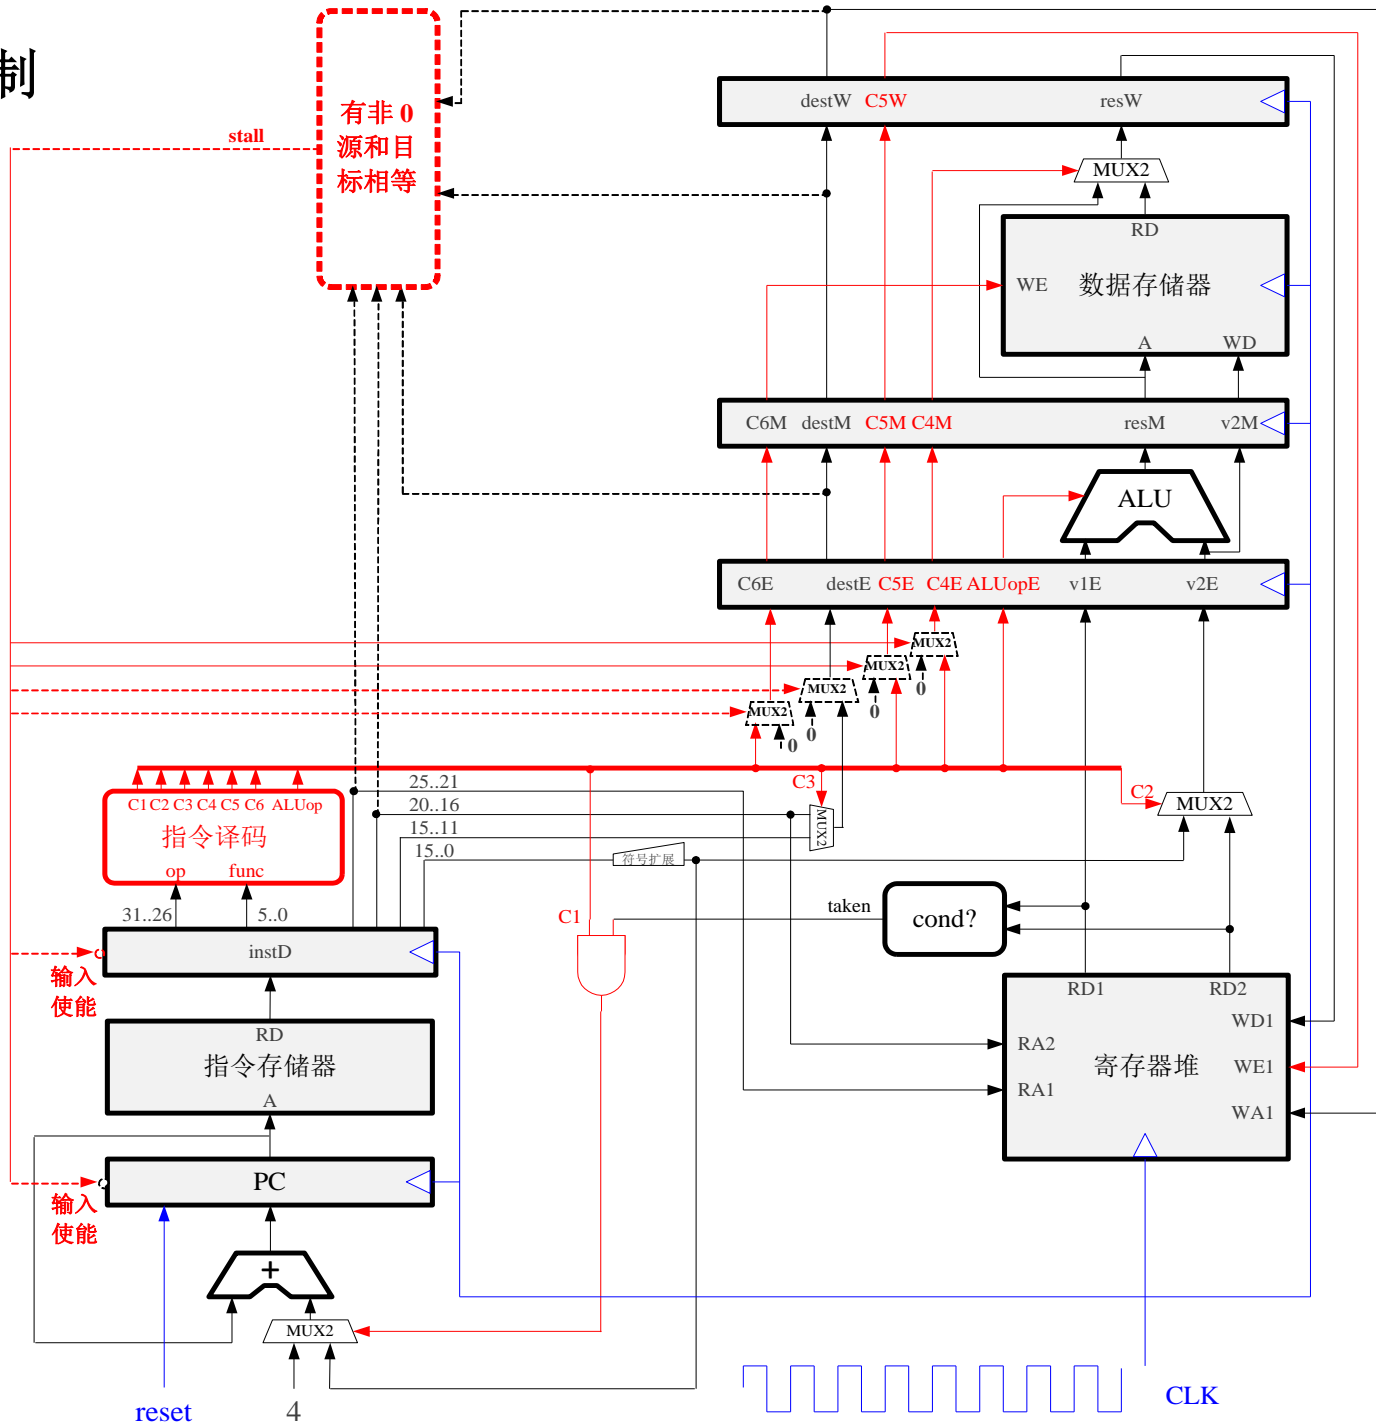 制
有非 0
源和目
标相等
stall
destW C5W resW
MUX2
RD
WE 数据存储器
A WD
C6M destM C5M C4M resM v2M
ALU
C6E destE C5E C4E ALUopE v1E v2E
MUX2
MUX2
0
MUX2
0
MUX2
0
0
C3
C2
MUX2
25..21
20..16
15..11
15..0
MUX2
符号扩展
C1 C2 C3 C4 C5 C6 ALUop
指令译码
op func
31..26 5..0
C1
taken
cond?
instD
输入
使能
RD
指令存储器
A
RD1 RD2
WD1
RA2
寄存器堆
WE1
RA1
WA1
PC
输入
使能
+
MUX2
reset
4
CLK